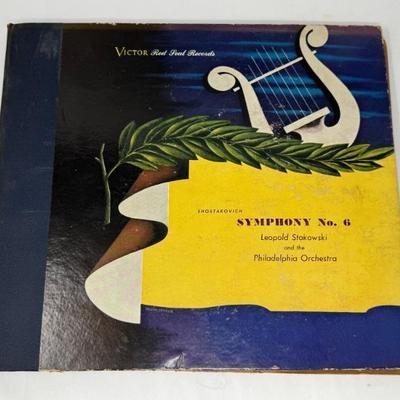 VICTOR Red Seal Records
SHOSTAKOVICH
SYMPHONY No. 6
Leopold Stokowski
and the
Philadelphia Orchestra